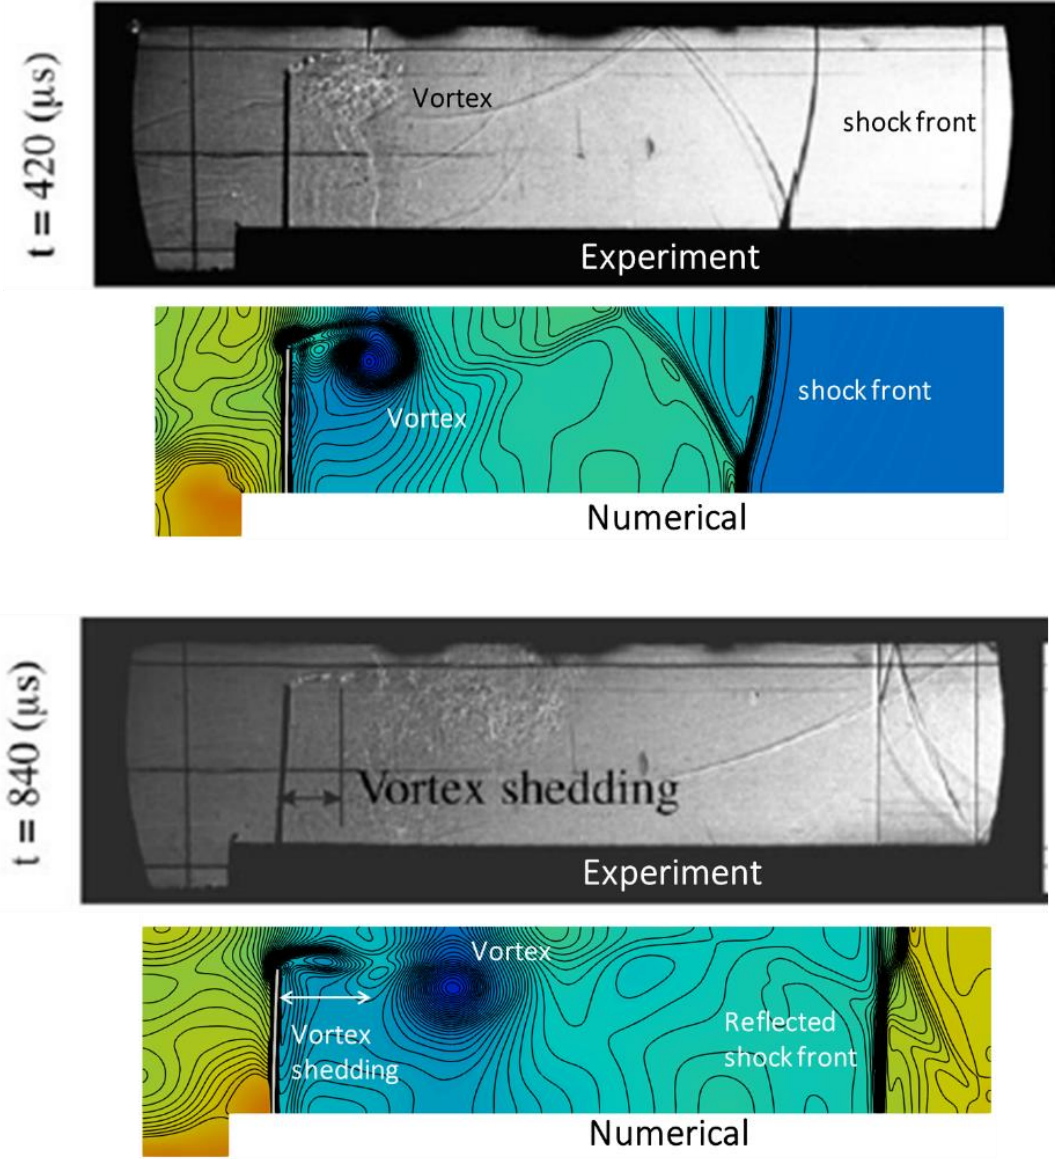 t = 420 (μs)
Vortex
shock front
Experiment
shock front
Vortex
Numerical
t = 840 (μs)
Vortex shedding
Experiment
Vortex
Vortex
shedding
Reflected
shock front
Numerical